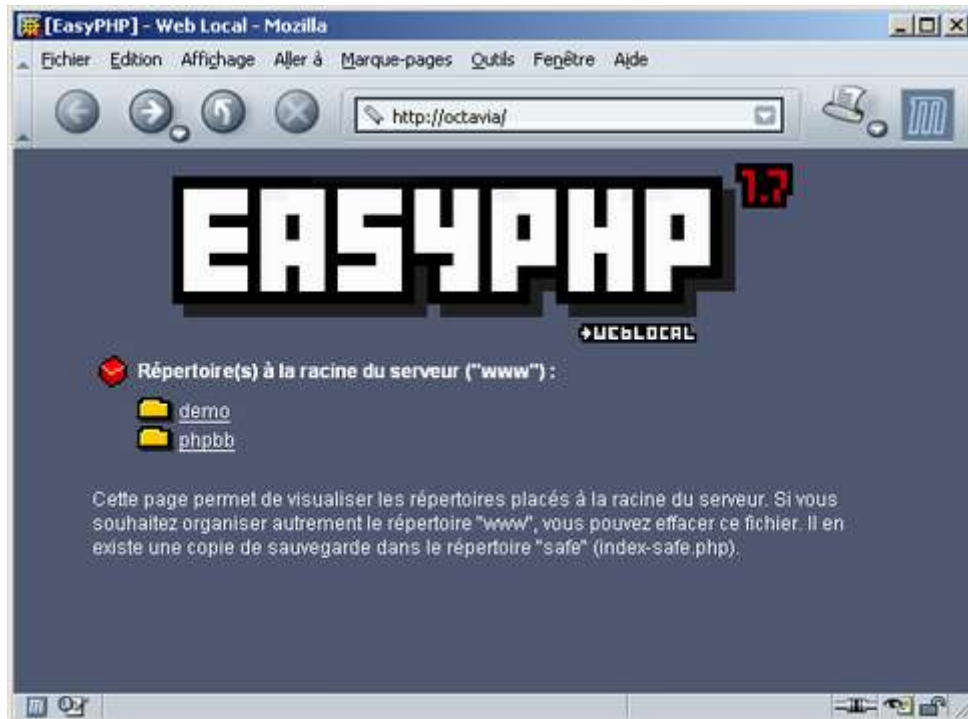 [EasyPHP] - Web Local - Mozilla
Fichier Edition Affichage Aller à Marque-pages Outils Fenêtre Aide
http://octavia/
EASYPHP 1.7
WEBLOCAL
Répertoire(s) à la racine du serveur ("www") :
demo
phpbb
Cette page permet de visualiser les répertoires placés à la racine du serveur. Si vous
souhaitez organiser autrement le répertoire "www", vous pouvez effacer ce fichier. Il en
existe une copie de sauvegarde dans le répertoire "safe" (index-safe.php).